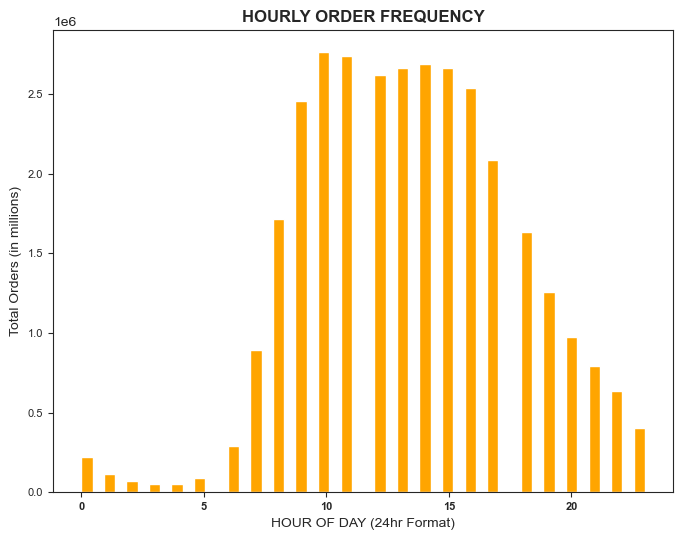 HOURLY ORDER FREQUENCY
1e6
2.5
2.0
1.5
1.0
0.5
0.0
Total Orders (in millions)
0 5 10 15 20
HOUR OF DAY (24hr Format)